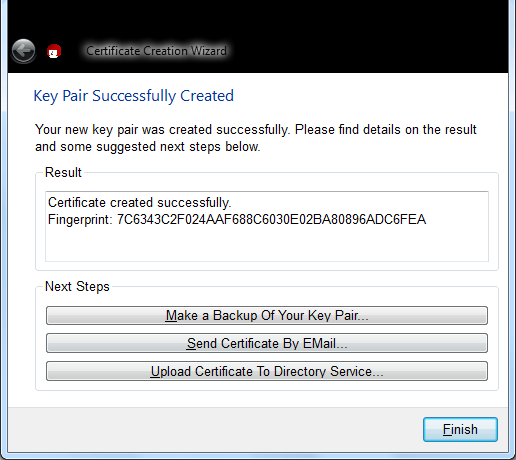 Certificate Creation Wizard
Key Pair Successfully Created
Your new key pair was created successfully. Please find details on the result
and some suggested next steps below.
Result
Certificate created successfully.
Fingerprint: 7C6343C2F024AAF688C6030E02BA80896ADC6FEA
Next Steps
Make a Backup Of Your Key Pair...
Send Certificate By EMail...
Upload Certificate To Directory Service...
Finish